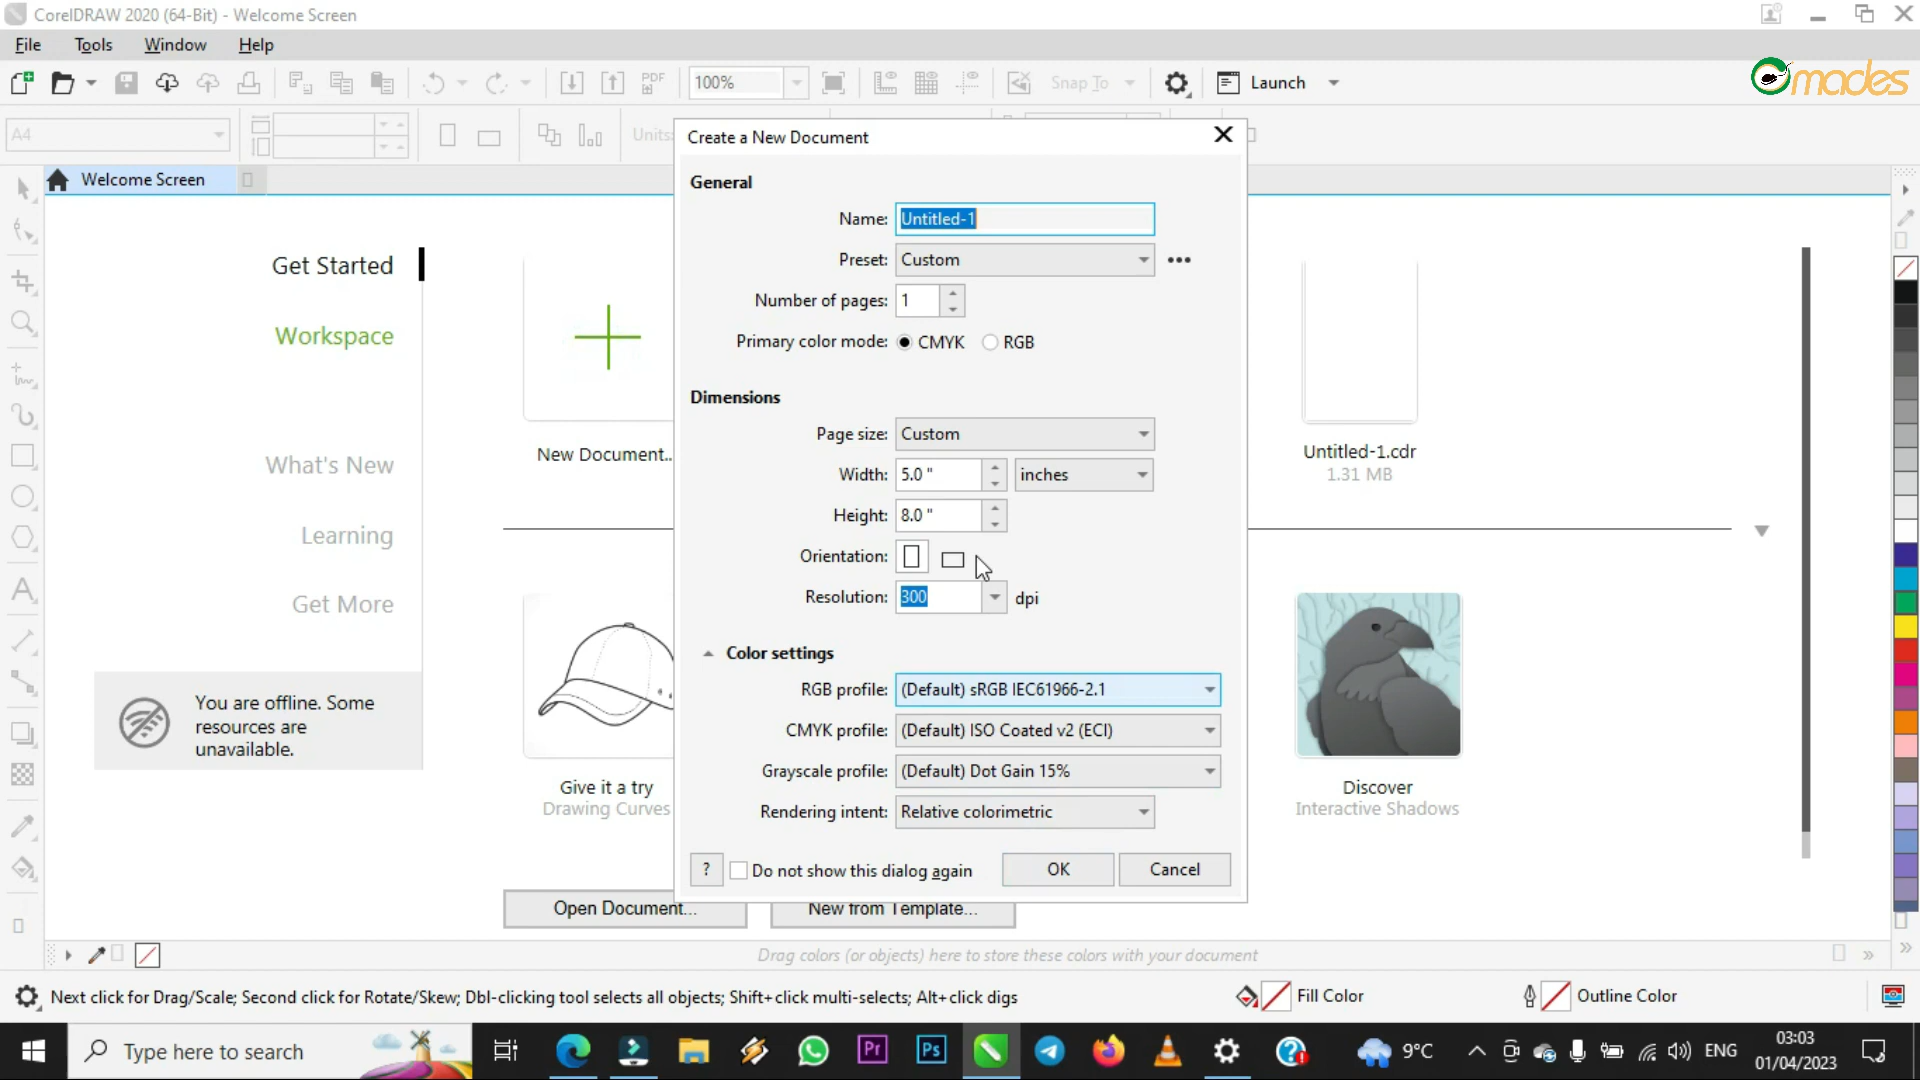 CorelDRAW 2020 (64-Bit) - Welcome Screen
File Tools Window Help
PDF 100% Snap To Launch
Omades
A4 Units:
Welcome Screen
Create a New Document
General
Name: Untitled-1
Preset: Custom •••
Number of pages: 1
Primary color mode: CMYK RGB
Dimensions
Page size: Custom
Width: 5.0 " inches
Height: 8.0 "
Orientation:
Resolution: 300 dpi
Color settings
RGB profile: (Default) sRGB IEC61966-2.1
CMYK profile: (Default) ISO Coated v2 (ECI)
Grayscale profile: (Default) Dot Gain 15%
Rendering intent: Relative colorimetric
? Do not show this dialog again OK Cancel
Get Started
Workspace
What's New
Learning
Get More
You are offline. Some
resources are
unavailable.
New Document...
Untitled-1.cdr
1.31 MB
Give it a try
Drawing Curves
Discover
Interactive Shadows
Open Document... New from Template...
Drag colors (or objects) here to store these colors with your document
Next click for Drag/Scale; Second click for Rotate/Skew; Dbl-clicking tool selects all objects; Shift+click multi-selects; Alt+click digs
Fill Color Outline Color
Type here to search
Pr Ps
9°C ENG
03:03
01/04/2023